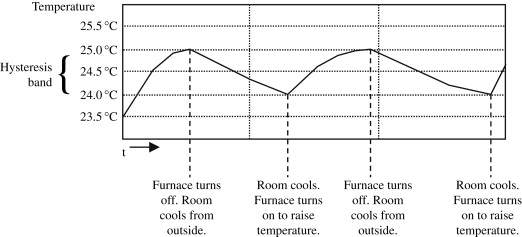 Temperature
25.5 °C
25.0 °C
24.5 °C
24.0 °C
23.5 °C
Hysteresis
band
t
Furnace turns
off. Room
cools from
outside.
Room cools.
Furnace turns
on to raise
temperature.
Furnace turns
off. Room
cools from
outside.
Room cools.
Furnace turns
on to raise
temperature.